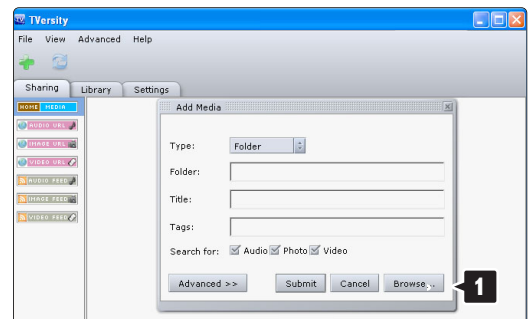 TVersity
File View Advanced Help
Sharing Library Settings
HOME MEDIA
AUDIO URL
IMAGE URL
VIDEO URL
AUDIO FEED
IMAGE FEED
VIDEO FEED
Add Media
Type: Folder
Folder:
Title:
Tags:
Search for: Audio Photo Video
Advanced >> Submit Cancel Browse...
1